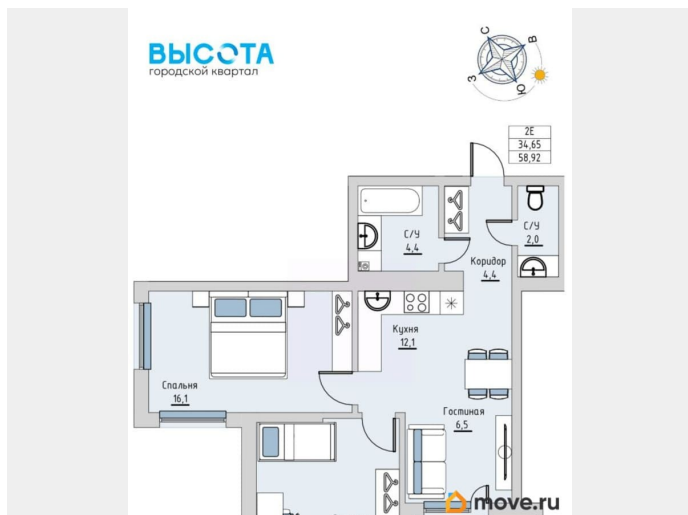 ВЫСОТА
городской квартал
С
В
З
Ю
2Е
34,65
58,92
С/У
4,4
С/У
2,0
Коридор
4,4
Кухня
12,1
Спальня
16,1
Гостиная
6,5
move.ru